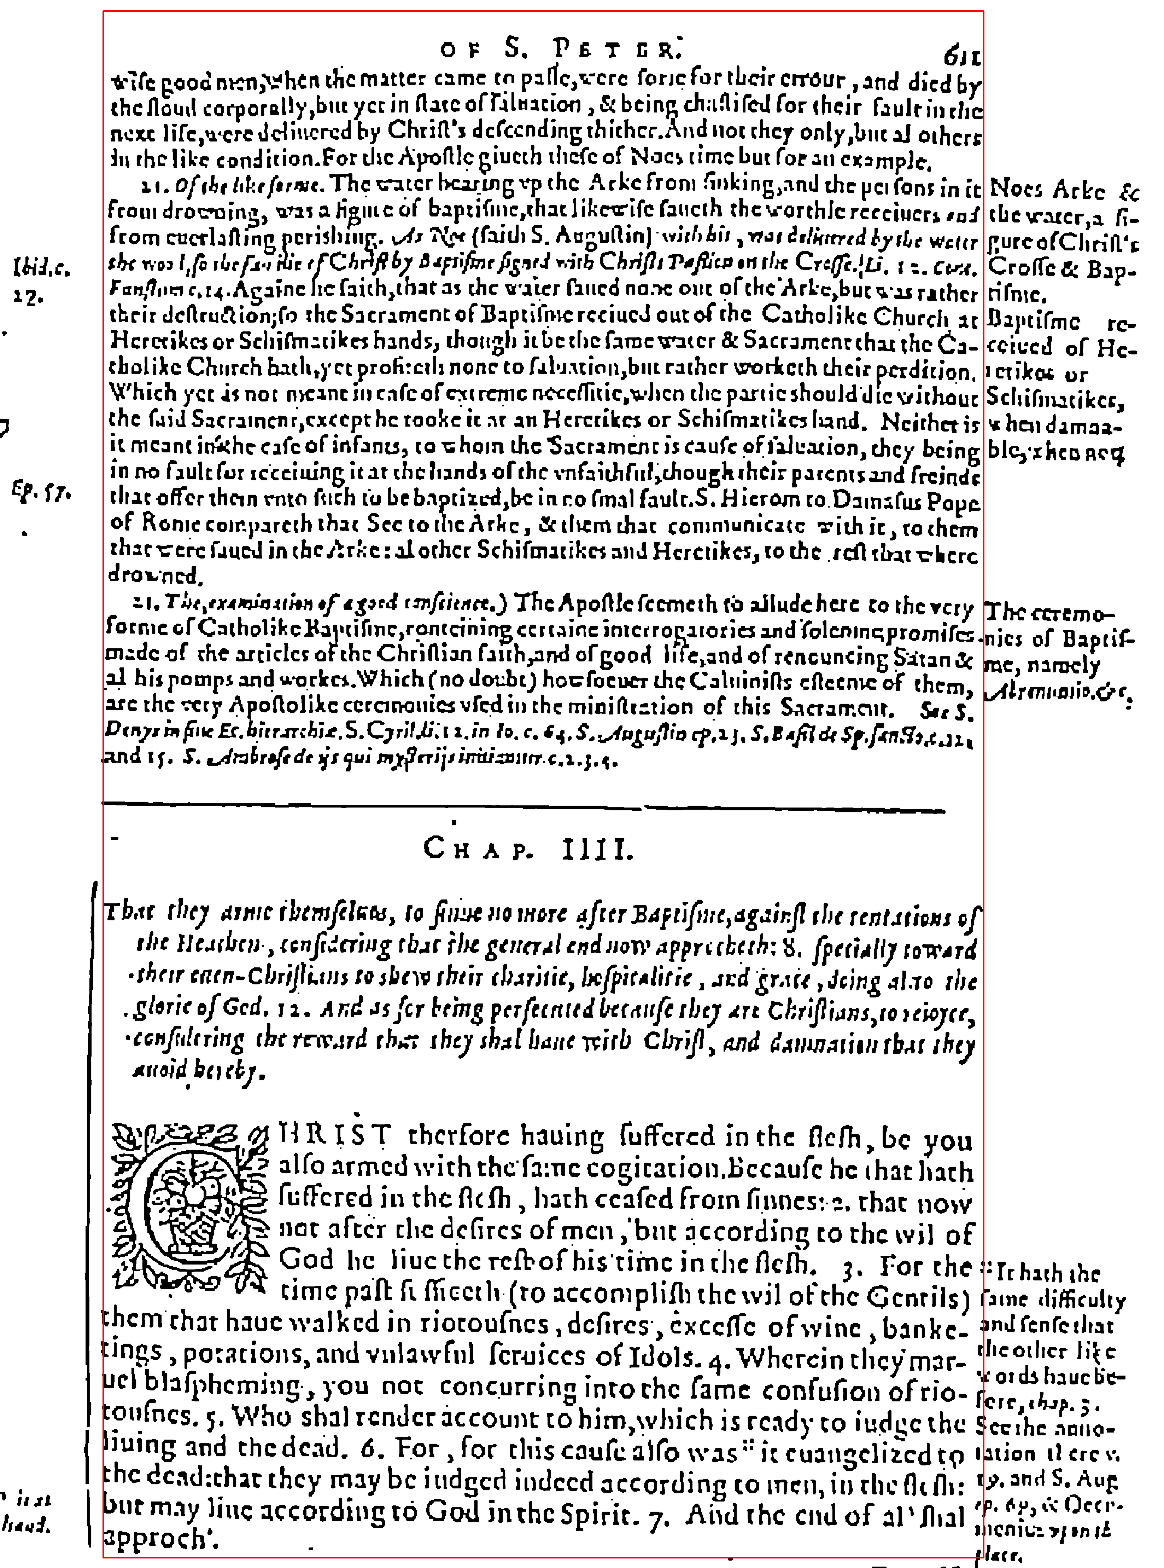 OF S. PETER. 611
wise good men, when the matter came to passe, were sorie for their errour, and died by
the floud corporally, but yet in state of saluation, & being chastised for their fault in the
next life, were deliuered by Christ's descending thither. And not they only, but al others
in the like condition. For the Apostle giueth these of Noes time but for an example.
21. Of the like forme. The water bearing vp the Arke from sinking, and the persons in it
from drowning, was a figure of baptisme, that likewise saueth the worthie receiuers
from euerlasting perishing. As Noë (saith S. Augustin) with his, was deliuered by the water
Christ by Baptisme signed with Christs Passion on the Crosse. Li. 12. cont.
Faustum c. 14. Againe he saith, that as the water saued none out of the Arke, but was rather
their destruction; so the Sacrament of Baptisme receiued out of the Catholike Church at
Heretikes or Schismatikes hands, though it be the same water & Sacrament that the Ca-
tholike Church hath, yet profiteth none to saluation, but rather worketh their perdition.
Which yet is not meant in case of extreme necessitie, when the partie should die without
the said Sacrament, except he tooke it at an Heretikes or Schismatikes hand. Neither is
it meant in the case of infants, to whom the Sacrament is cause of saluation, they being
in no fault for receiuing it at the hands of the vnfaithful, though their parents and freinds
that offer them vnto such to be baptized, be in no smal fault. S. Hierom to Damasus Pope
of Rome compareth that See to the Arke, & them that communicate with it, to them
that were saued in the Arke: al other Schismatikes and Heretikes, to the rest that where
drowned.
21. The examination of a good conscience.) The Apostle seemeth to allude here to the very
forme of Catholike Baptisme, conteining certaine interrogatories and solemne promises
made of the articles of the Christian faith, and of good life, and of renouncing Satan &
al his pomps and workes. Which (no doubt) howsoeuer the Caluinists esteeme of them,
are the very Apostolike ceremonies vsed in the ministration of this Sacrament. See S.
Denys in fine Ec. hierarchiæ, S. Cyril. li. 12. in Io. c. 64. S. Augustin ep. 23. S. Basil de Sp. sancto, c. 12.
and 15. S. Ambrose de ijs qui mysterijs initiantur. c. 2. 3. 4.
Ibid. c.
17.
Ep. 57.
Noes Arke &
the water, a fi-
gure of Christ's
Crosse & Bap-
tisme.
Baptisme re-
ceiued of He-
retikes or
Schismatikes,
when damna-
ble, when not
The ceremo-
nies of Baptis-
me, namely
Abrenuntio. &c.
CHAP. IIII.
That they arme themselues, to sinne no more after Baptisme, against the tentations of
the Heathen, considering that the general end now approcheth: 8. specially toward
their euen-Christians to shew their charitie, hospitalitie, and grace, doing al to the
glorie of God. 12. And as for being persecuted because they are Christians, to reioyce,
considering the reward that they shal haue with Christ, and damnation that they
auoid hereby.
CHRIST therfore hauing suffered in the flesh, be you
also armed with the same cogitation. Because he that hath
suffered in the flesh, hath ceased from sinnes: 2. that now
not after the desires of men, but according to the wil of
God he liue the rest of his time in the flesh. 3. For the
time past sufficeth (to accomplish the wil of the Gentils)
them that haue walked in riotousnes, desires, excesse of wine, banke-
tings, potations, and vnlawful seruices of Idols. 4. Wherein they mar-
uel blaspheming, you not concurring into the same confusion of rio-
tousnes. 5. Who shal render account to him, which is ready to iudge the
liuing and the dead. 6. For, for this cause also was " it euangelized to
the dead: that they may be iudged indeed according to men, in the flesh:
but may liue according to God in the Spirit. 7. And the end of al shal
approch.
" It hath the
same difficulty
and sense that
the other like
words haue be-
fore, chap. 3.
See the anno-
tation there v.
19. and S. Aug.
ep. 99. & Oecu-
menius vpon this
place.
hand.